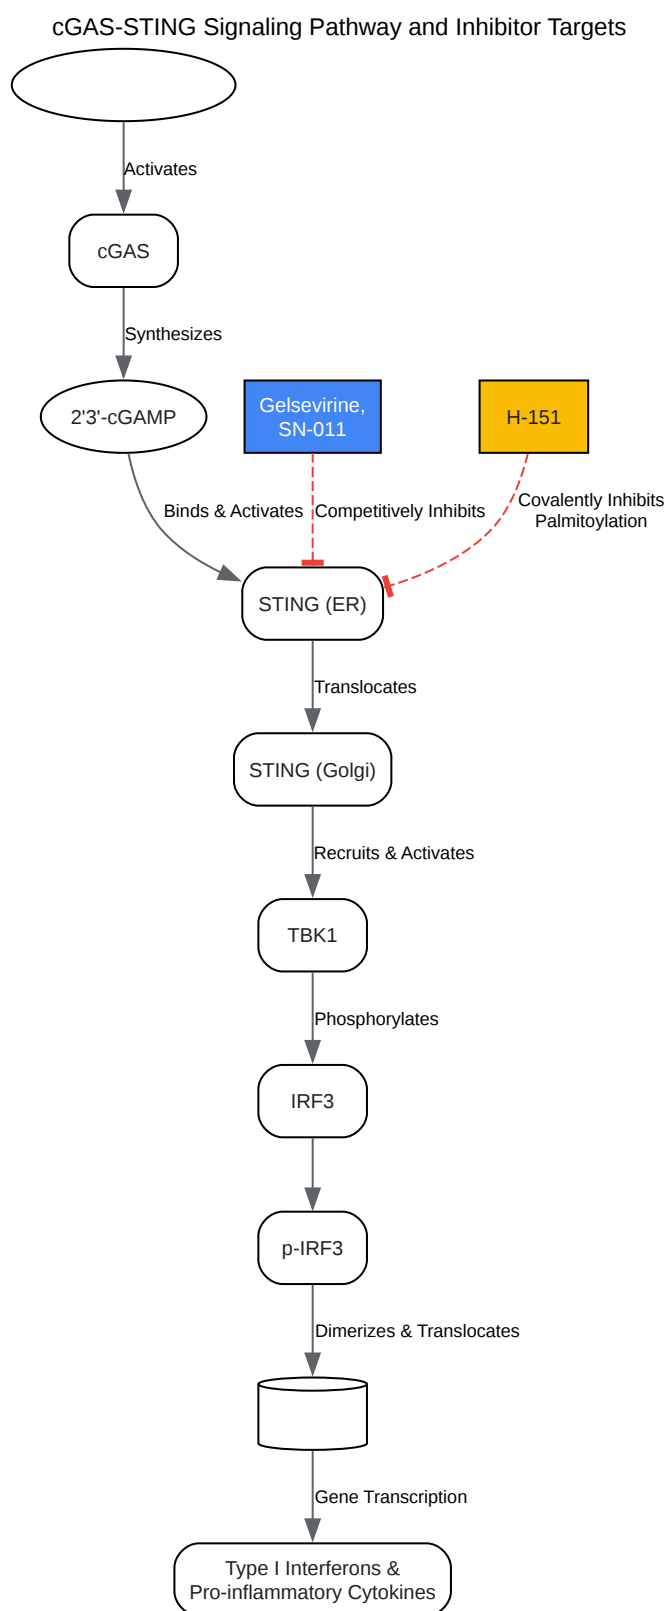 cGAS-STING Signaling Pathway and Inhibitor Targets
Activates
cGAS
Synthesizes
2'3'-cGAMP
Gelsevirine,
SN-011
H-151
Binds & Activates
Competitively Inhibits
Covalently Inhibits
Palmitoylation
STING (ER)
Translocates
STING (Golgi)
Recruits & Activates
TBK1
Phosphorylates
IRF3
p-IRF3
Dimerizes & Translocates
Gene Transcription
Type I Interferons &
Pro-inflammatory Cytokines